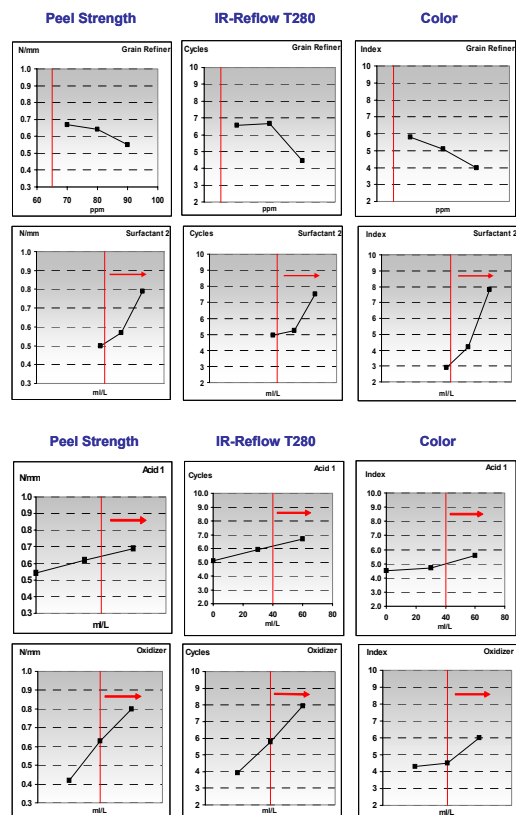 Peel Strength IR-Reflow T280 Color
N/mm Grain Refiner Cycles Grain Refiner Index Grain Refiner
1.0 10 10
0.9 9 9
0.8 8 8
0.7 7 7
0.6 6 6
0.5 5 5
0.4 4 4
0.3 3 3
2 2
60 70 80 90 100
ppm ppm ppm
N/mm Surfactant 2 Cycles Surfactant 2 Index Surfactant 2
1.0 10 10
0.9 9 9
0.8 8 8
0.7 7 7
0.6 6 6
0.5 5 5
0.4 4 4
0.3 3 3
2 2
ml/L ml/L ml/L
Peel Strength IR-Reflow T280 Color
N/mm Acid 1 Cycles Acid 1 Index Acid 1
1.0 10.0 10.0
0.9 9.0 9.0
0.8 8.0 8.0
0.7 7.0 7.0
0.6 6.0 6.0
0.5 5.0 5.0
0.4 4.0 4.0
0.3 3.0 3.0
2.0 2.0
0 20 40 60 80 0 20 40 60 80
ml/L ml/L ml/L
N/mm Oxidizer Cycles Oxidizer Index Oxidizer
1.0 10 10
0.9 9 9
0.8 8 8
0.7 7 7
0.6 6 6
0.5 5 5
0.4 4 4
0.3 3 3
2 2
ml/L ml/L ml/L